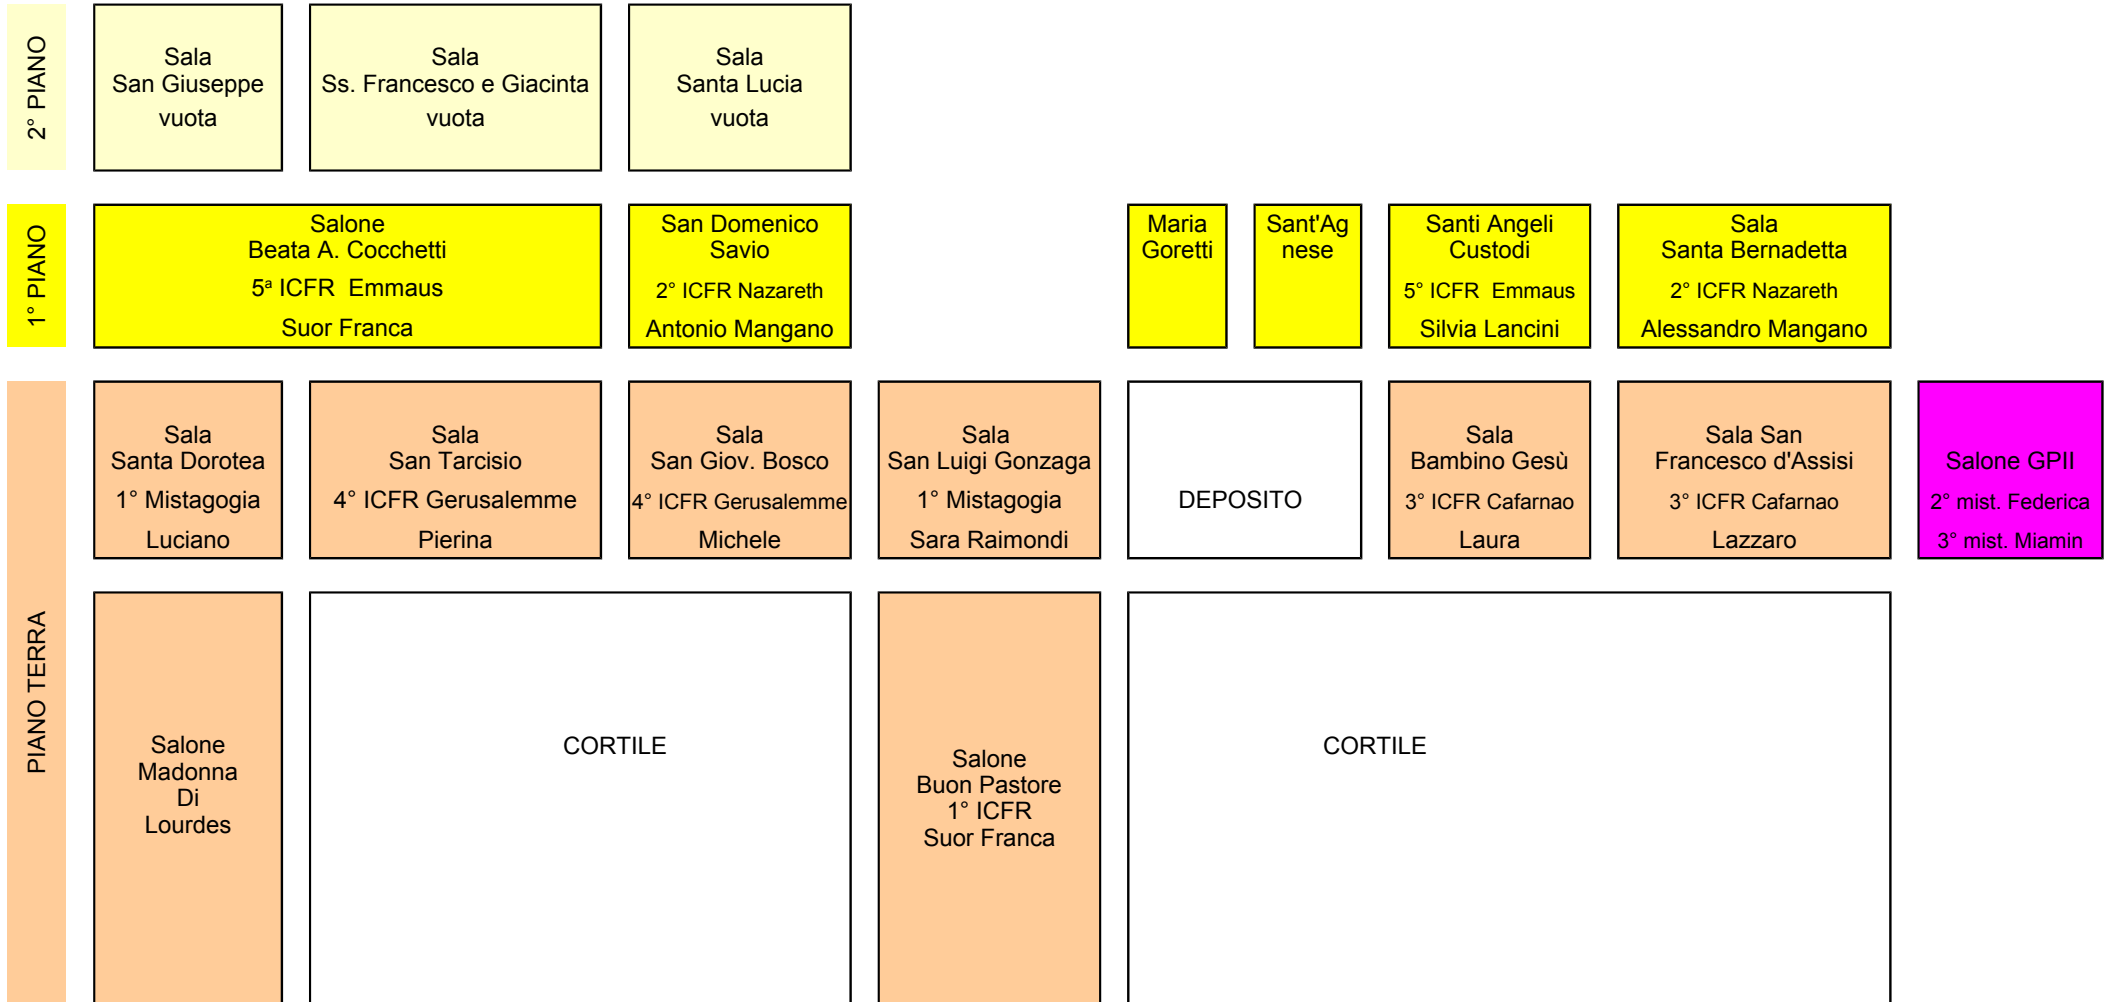 2° PIANO
Sala
San Giuseppe
vuota
Sala
Ss. Francesco e Giacinta
vuota
Sala
Santa Lucia
vuota
1° PIANO
Salone
Beata A. Cocchetti
5ª ICFR Emmaus
Suor Franca
San Domenico
Savio
2° ICFR Nazareth
Antonio Mangano
Maria
Goretti
Sant'Ag
nese
Santi Angeli
Custodi
5° ICFR Emmaus
Silvia Lancini
Sala
Santa Bernadetta
2° ICFR Nazareth
Alessandro Mangano
PIANO TERRA
Sala
Santa Dorotea
1° Mistagogia
Luciano
Sala
San Tarcisio
4° ICFR Gerusalemme
Pierina
Sala
San Giov. Bosco
4° ICFR Gerusalemme
Michele
Sala
San Luigi Gonzaga
1° Mistagogia
Sara Raimondi
DEPOSITO
Sala
Bambino Gesù
3° ICFR Cafarnao
Laura
Sala San
Francesco d'Assisi
3° ICFR Cafarnao
Lazzaro
Salone GPII
2° mist. Federica
3° mist. Miamin
Salone
Madonna
Di
Lourdes
CORTILE
Salone
Buon Pastore
1° ICFR
Suor Franca
CORTILE